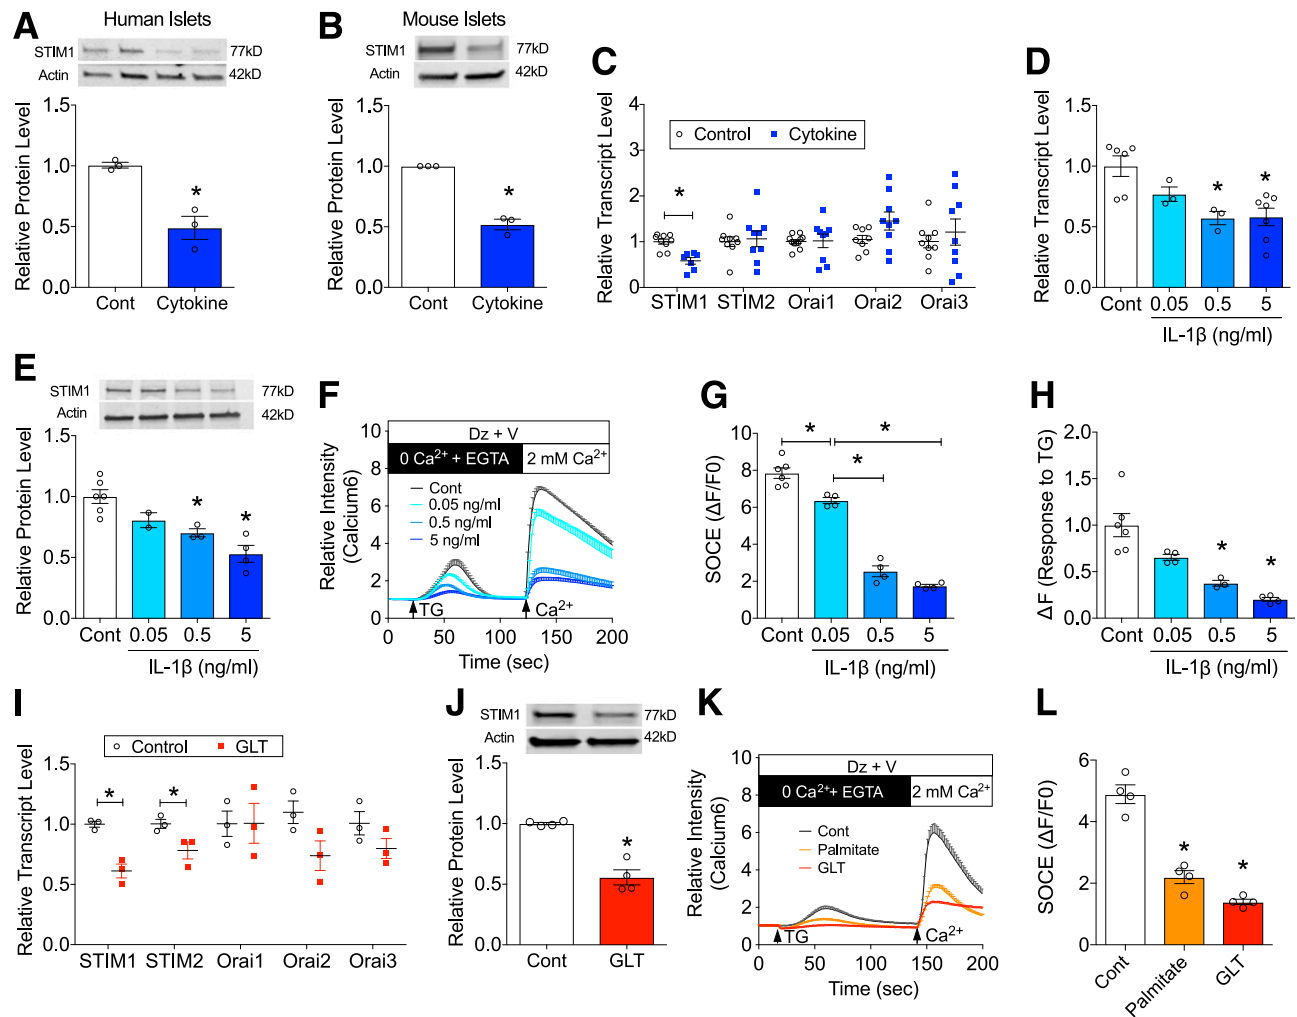 A
Human Islets
STIM1
77kD
Actin
42kD
Relative Protein Level
1.5
1.0
0.5
0.0
*
Cont
Cytokine
B
Mouse Islets
STIM1
77kD
Actin
42kD
Relative Protein Level
1.5
1.0
0.5
0.0
*
Cont
Cytokine
C
Relative Transcript Level
4
3
2
1
0
Control
Cytokine
*
STIM1
STIM2
Orai1
Orai2
Orai3
D
Relative Transcript Level
1.5
1.0
0.5
0.0
*
*
Cont
0.05
0.5
5
IL-1β (ng/ml)
E
STIM1
77kD
Actin
42kD
Relative Protein Level
1.5
1.0
0.5
0.0
*
*
Cont
0.05
0.5
5
IL-1β (ng/ml)
F
Relative Intensity
(Calcium6)
10
8
6
4
2
0
Dz + V
0 Ca²⁺ + EGTA
2 mM Ca²⁺
Cont
0.05 ng/ml
0.5 ng/ml
5 ng/ml
TG
Ca²⁺
0
50
100
150
200
Time (sec)
G
SOCE (ΔF/F0)
10
8
6
4
2
0
*
*
*
Cont
0.05
0.5
5
IL-1β (ng/ml)
H
ΔF (Response to TG)
2.0
1.5
1.0
0.5
0.0
*
*
Cont
0.05
0.5
5
IL-1β (ng/ml)
I
Relative Transcript Level
1.5
1.0
0.5
0.0
Control
GLT
*
*
STIM1
STIM2
Orai1
Orai2
Orai3
J
STIM1
77kD
Actin
42kD
Relative Protein Level
1.5
1.0
0.5
0.0
*
Cont
GLT
K
Relative Intensity
(Calcium6)
10
8
6
4
2
0
Dz + V
0 Ca²⁺+ EGTA
2 mM Ca²⁺
Cont
Palmitate
GLT
TG
Ca²⁺
0
50
100
150
200
Time (sec)
L
SOCE (ΔF/F0)
6
4
2
0
*
*
Cont
Palmitate
GLT